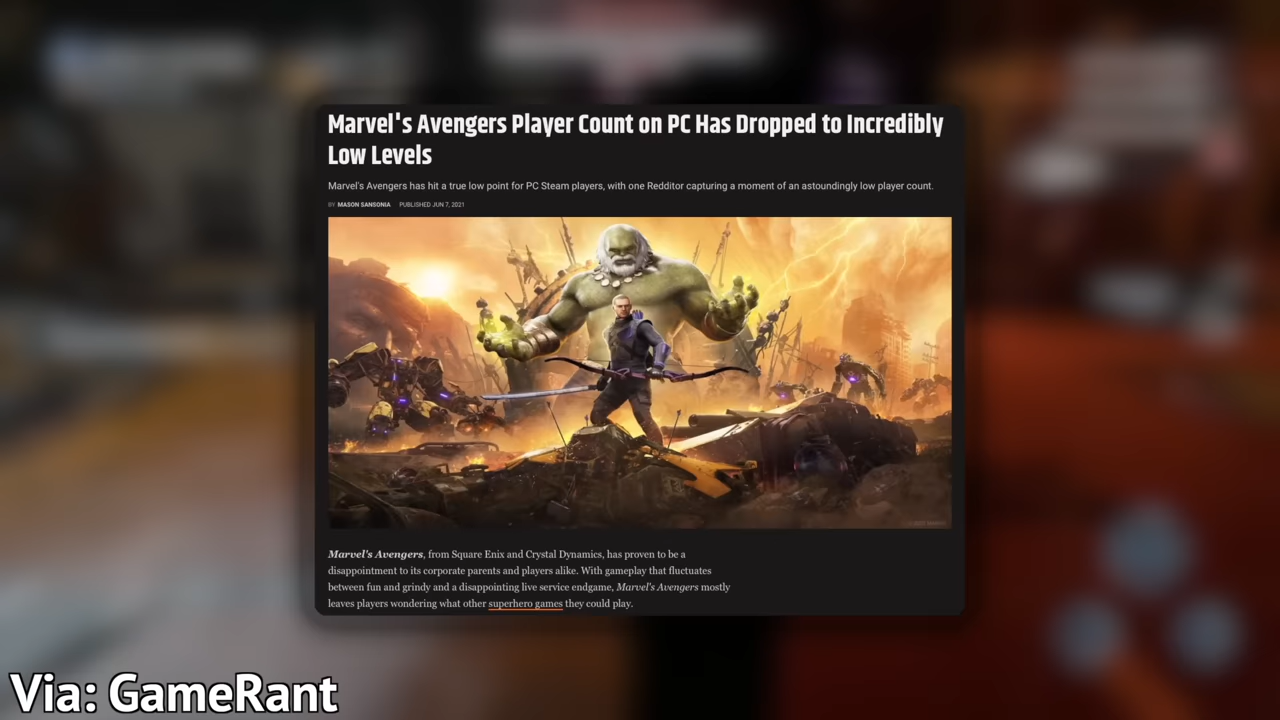 Marvel's Avengers Player Count on PC Has Dropped to Incredibly
Low Levels
Marvel's Avengers has hit a true low point for PC Steam players, with one Redditor capturing a moment of an astoundingly low player count.
BY MASON SANSONIA PUBLISHED JUN 7, 2021
Marvel's Avengers, from Square Enix and Crystal Dynamics, has proven to be a
disappointment to its corporate parents and players alike. With gameplay that fluctuates
between fun and grindy and a disappointing live service endgame, Marvel's Avengers mostly
leaves players wondering what other superhero games they could play.
Via: GameRant